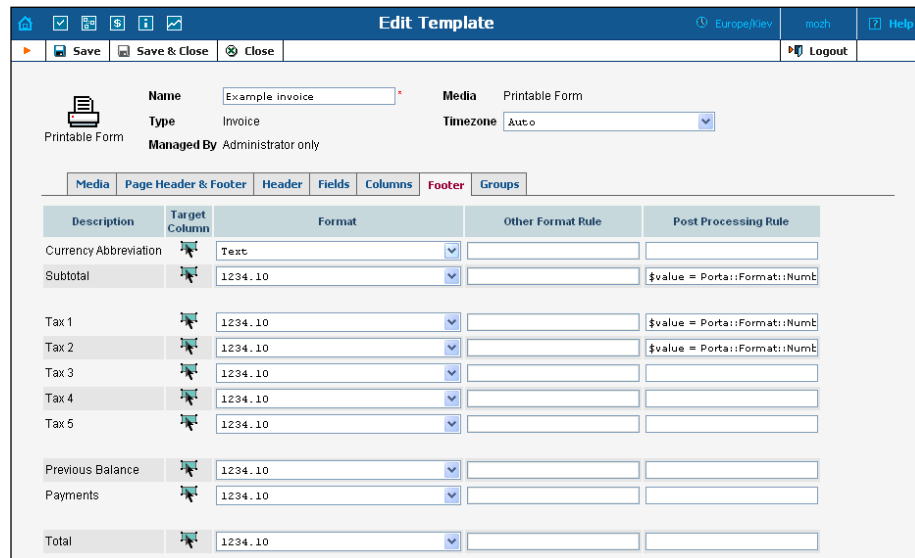 Edit Template
Europe/Kiev
mozh
Help
Save
Save & Close
Close
Logout
Printable Form
Name Example invoice * Media Printable Form
Type Invoice Timezone Auto
Managed By Administrator only
Media Page Header & Footer Header Fields Columns Footer Groups
Description Target Column Format Other Format Rule Post Processing Rule
Currency Abbreviation Text
Subtotal 1234.10 $value = Porta::Format::Numb
Tax 1 1234.10 $value = Porta::Format::Numb
Tax 2 1234.10 $value = Porta::Format::Numb
Tax 3 1234.10
Tax 4 1234.10
Tax 5 1234.10
Previous Balance 1234.10
Payments 1234.10
Total 1234.10